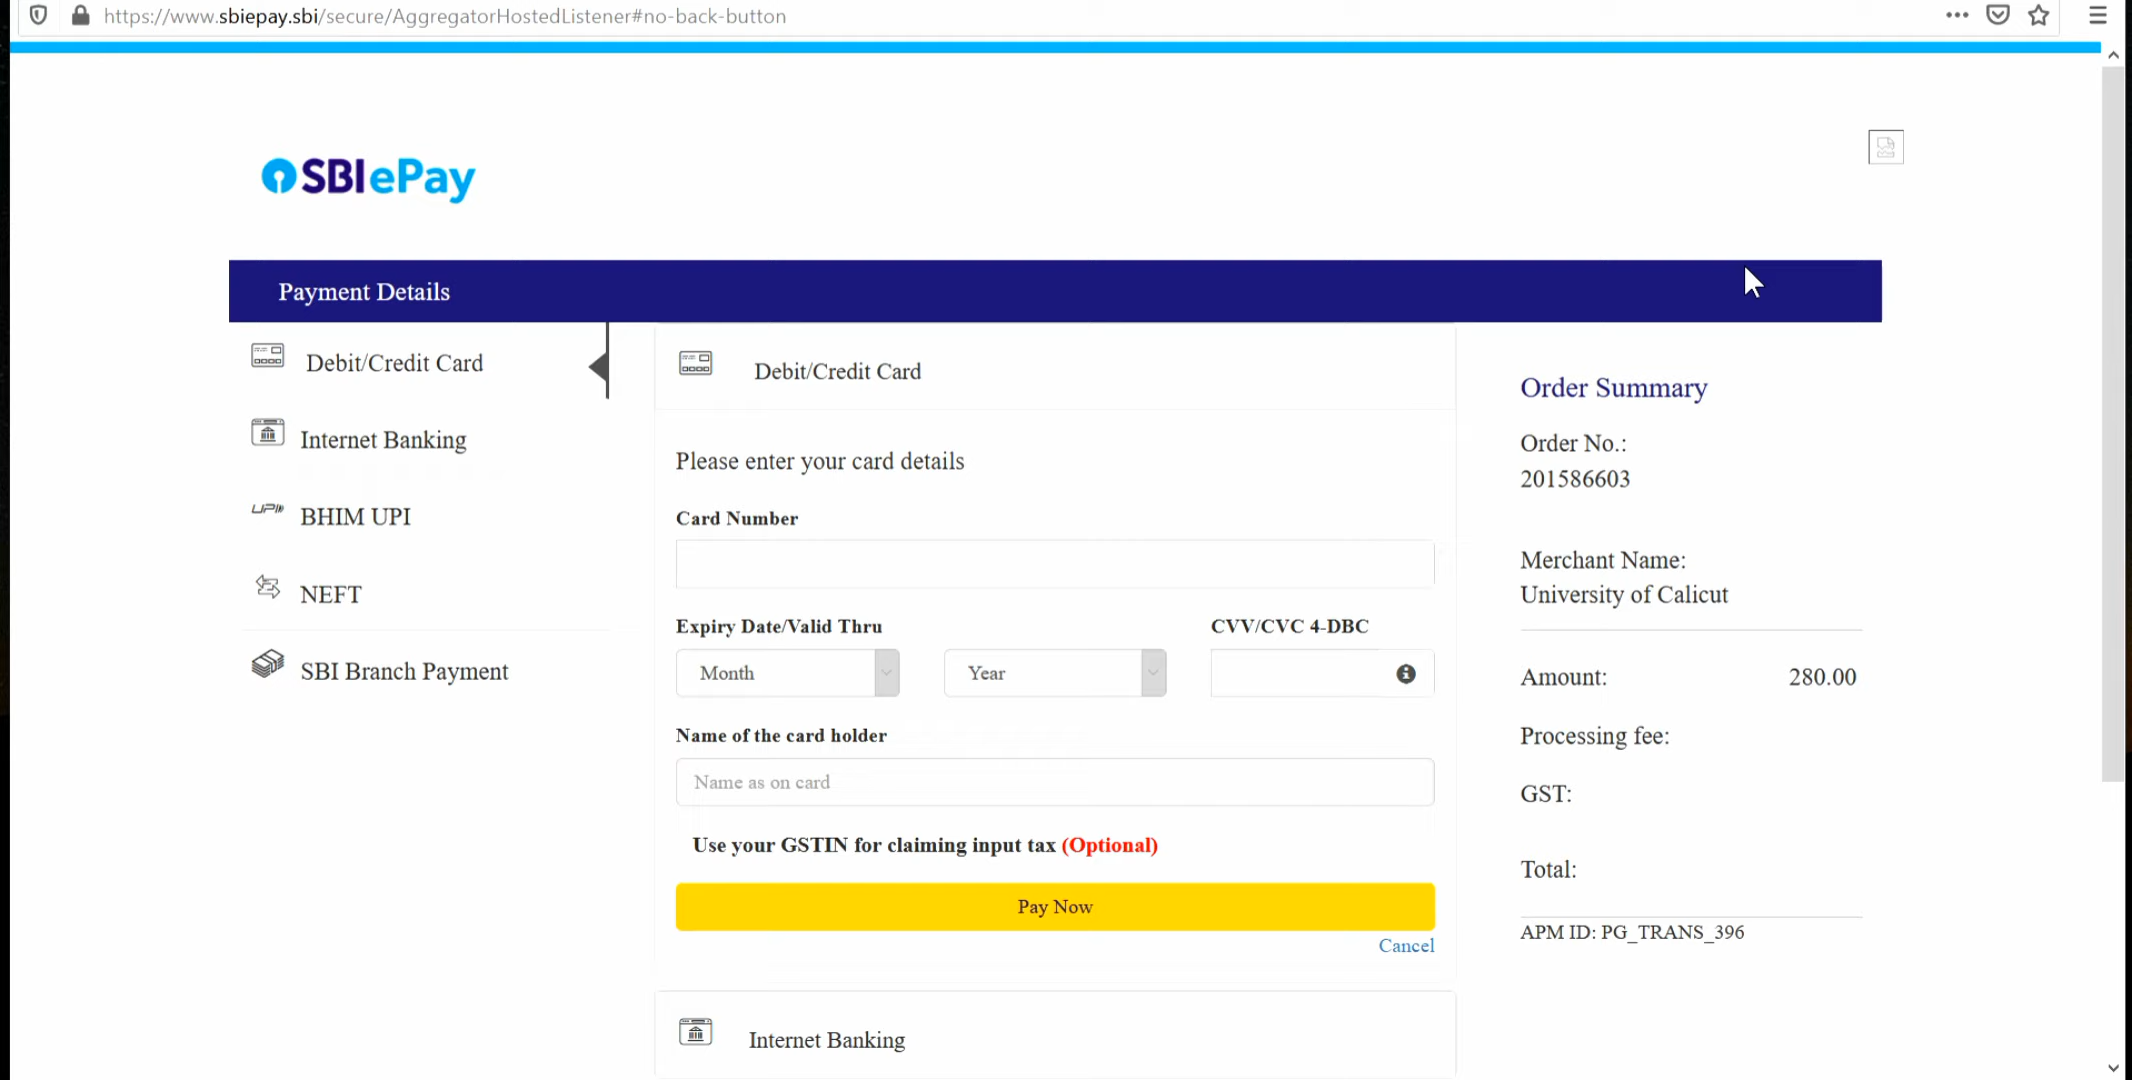 https://www.sbiepay.sbi/secure/AggregatorHostedListener#no-back-button
SBIePay
Payment Details
Debit/Credit Card
Internet Banking
UPI
BHIM UPI
NEFT
SBI Branch Payment
Debit/Credit Card
Please enter your card details
Card Number
Expiry Date/Valid Thru
CVV/CVC 4-DBC
Month
Year
Name of the card holder
Name as on card
Use your GSTIN for claiming input tax (Optional)
Pay Now
Cancel
Internet Banking
Order Summary
Order No.:
201586603
Merchant Name:
University of Calicut
Amount: 280.00
Processing fee:
GST:
Total:
APM ID: PG_TRANS_396